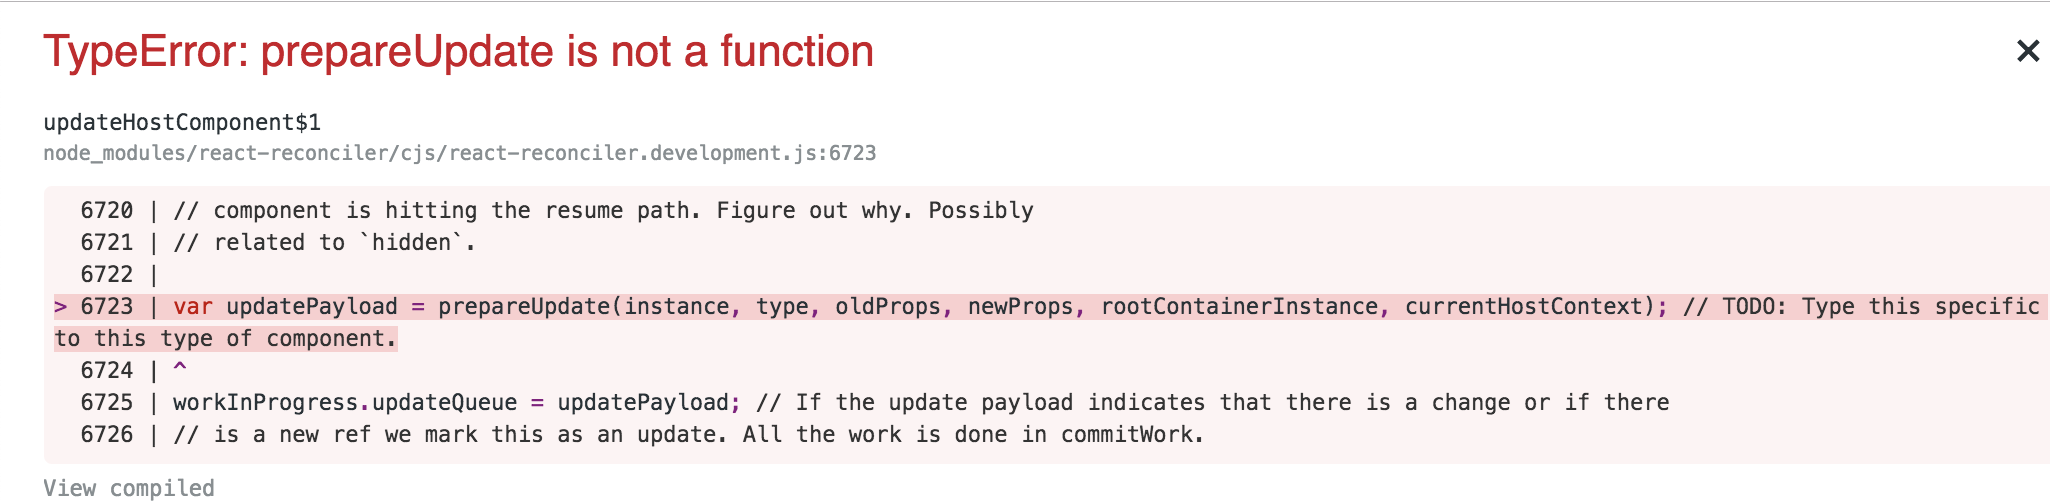 TypeError: prepareUpdate is not a function
×
updateHostComponent$1
node_modules/react-reconciler/cjs/react-reconciler.development.js:6723
6720 | // component is hitting the resume path. Figure out why. Possibly
6721 | // related to `hidden`.
6722 |
> 6723 | var updatePayload = prepareUpdate(instance, type, oldProps, newProps, rootContainerInstance, currentHostContext); // TODO: Type this specific
to this type of component.
6724 | ^
6725 | workInProgress.updateQueue = updatePayload; // If the update payload indicates that there is a change or if there
6726 | // is a new ref we mark this as an update. All the work is done in commitWork.
View compiled